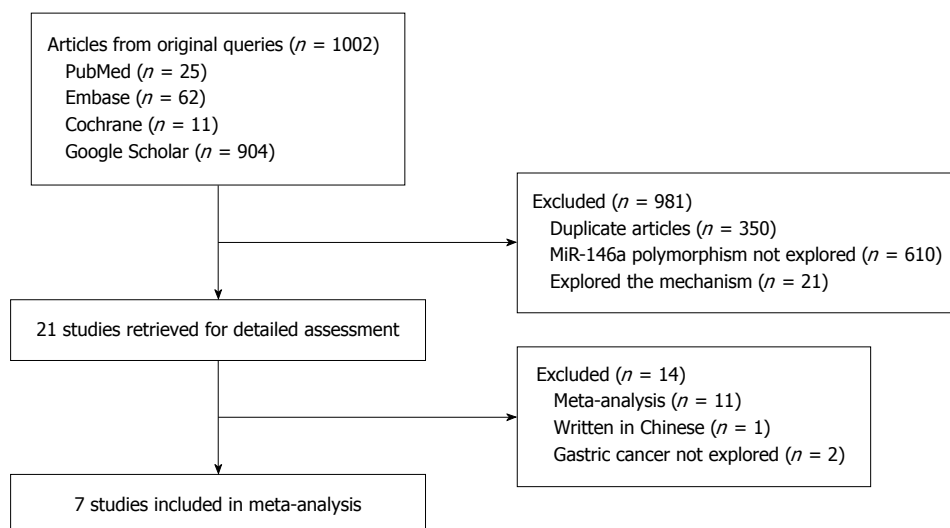 Articles from original queries (n = 1002)
PubMed (n = 25)
Embase (n = 62)
Cochrane (n = 11)
Google Scholar (n = 904)
Excluded (n = 981)
Duplicate articles (n = 350)
MiR-146a polymorphism not explored (n = 610)
Explored the mechanism (n = 21)
21 studies retrieved for detailed assessment
Excluded (n = 14)
Meta-analysis (n = 11)
Written in Chinese (n = 1)
Gastric cancer not explored (n = 2)
7 studies included in meta-analysis